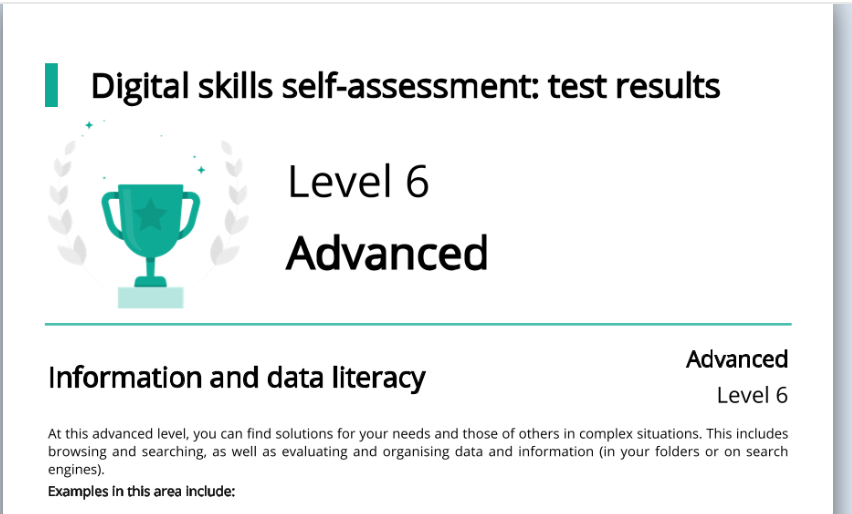 Digital skills self-assessment: test results
Level 6
Advanced
Information and data literacy
Advanced
Level 6
At this advanced level, you can find solutions for your needs and those of others in complex situations. This includes
browsing and searching, as well as evaluating and organising data and information (in your folders or on search
engines).
Examples in this area include: